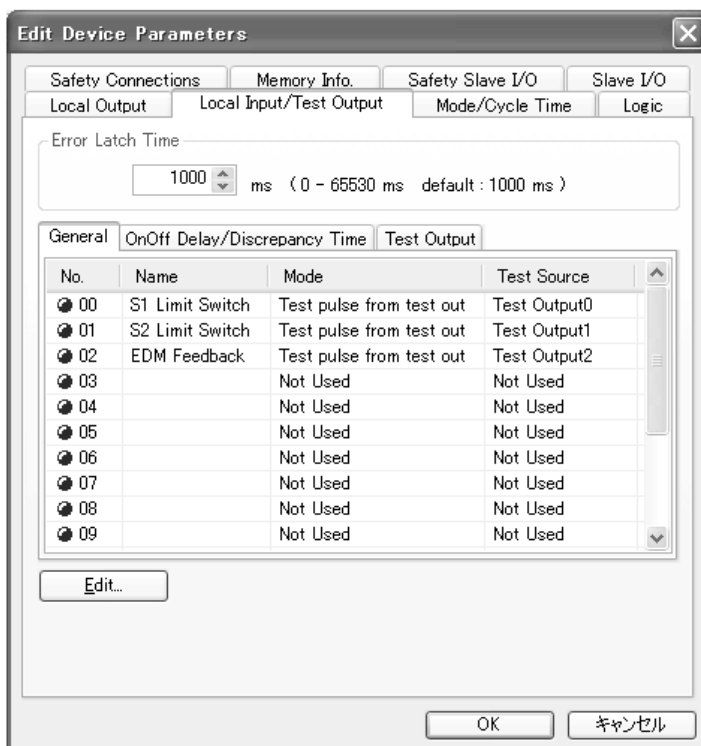 Edit Device Parameters
Safety Connections Memory Info. Safety Slave I/O Slave I/O
Local Output Local Input/Test Output Mode/Cycle Time Logic
Error Latch Time
1000 ms ( 0 - 65530 ms default : 1000 ms )
General OnOff Delay/Discrepancy Time Test Output
No. Name Mode Test Source
00 S1 Limit Switch Test pulse from test out Test Output0
01 S2 Limit Switch Test pulse from test out Test Output1
02 EDM Feedback Test pulse from test out Test Output2
03 Not Used Not Used
04 Not Used Not Used
05 Not Used Not Used
06 Not Used Not Used
07 Not Used Not Used
08 Not Used Not Used
09 Not Used Not Used
Edit...
OK キャンセル